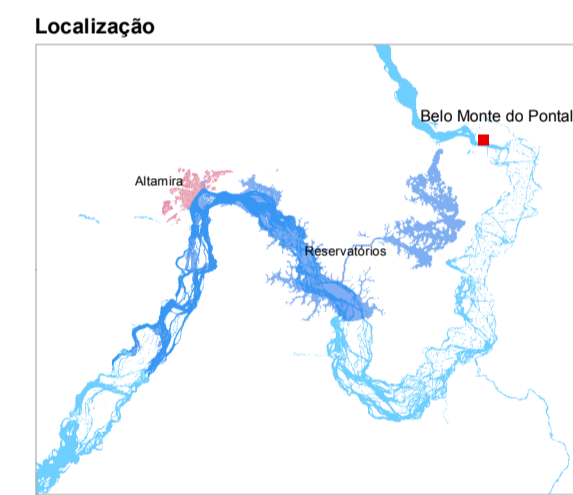 Localização
Belo Monte do Pontal
Altamira
Reservatórios